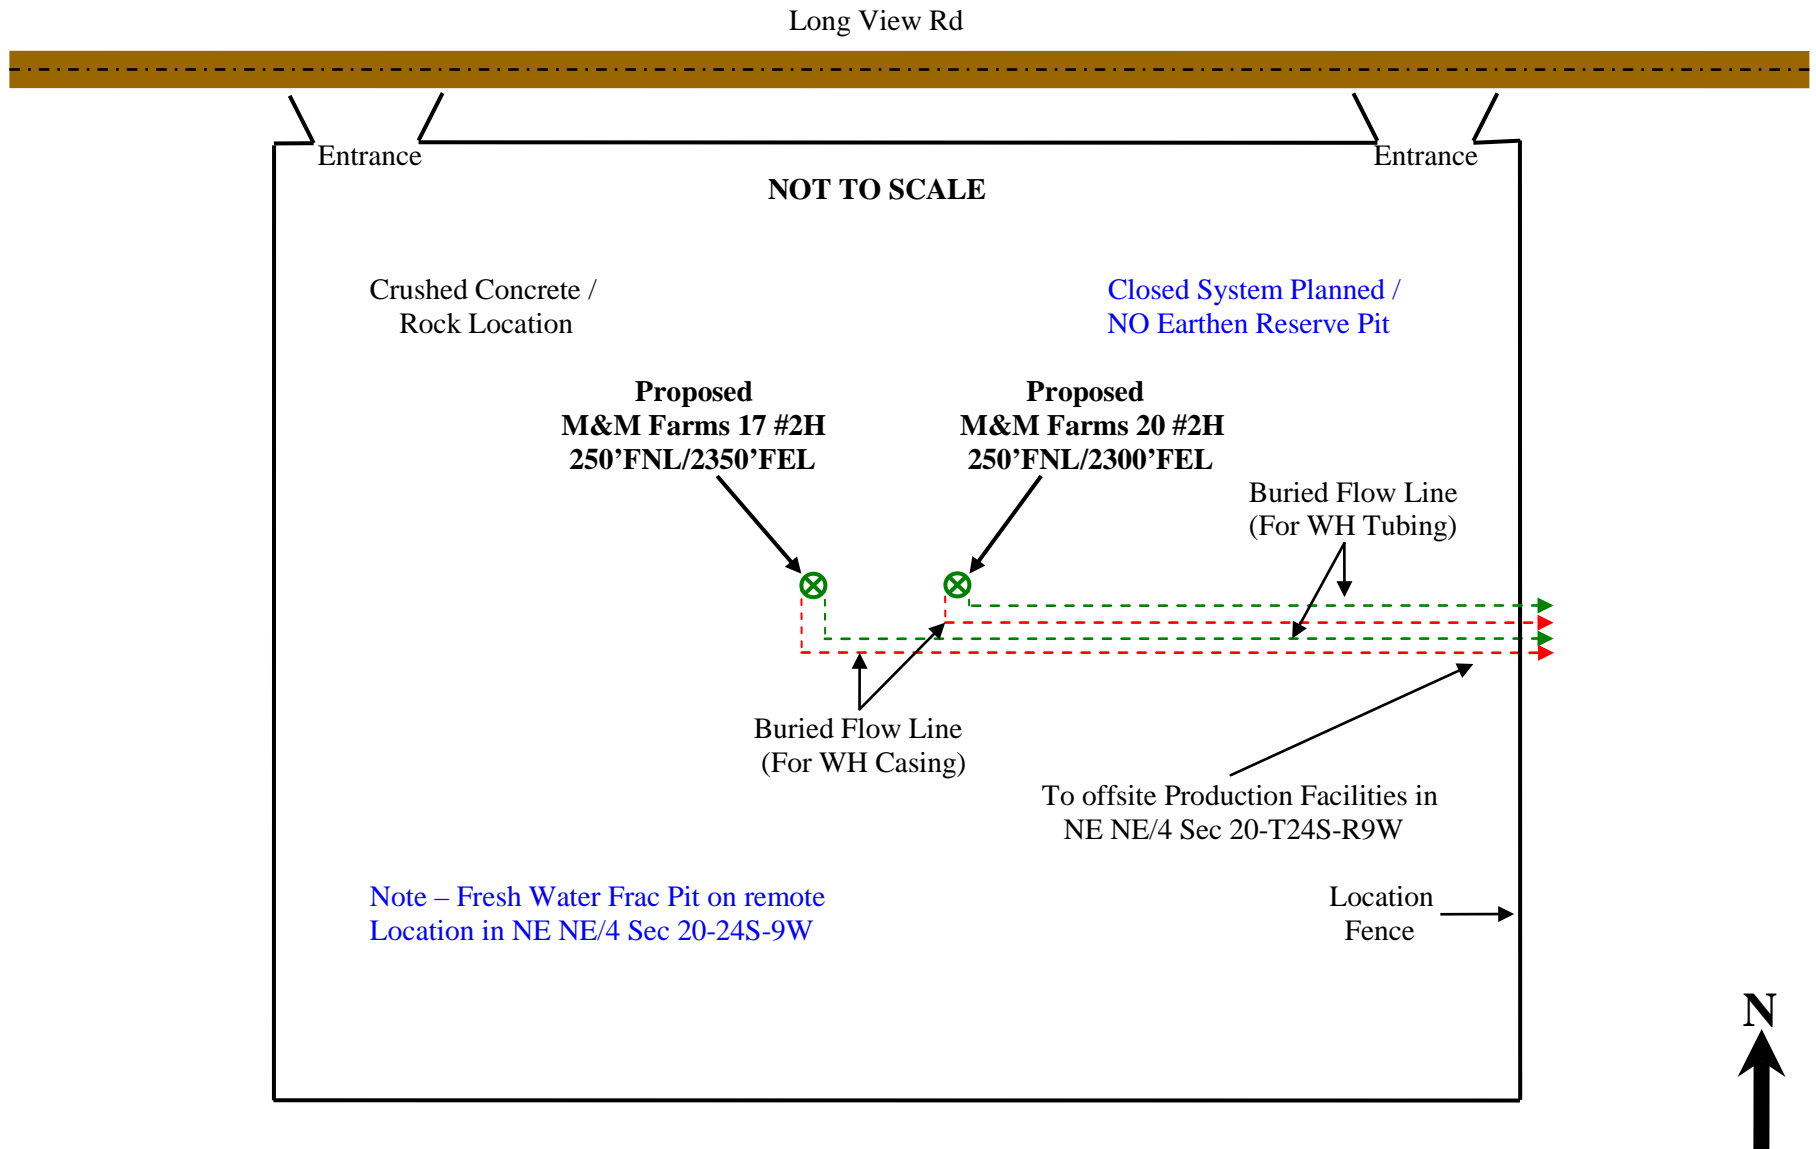 Long View Rd
Entrance
Entrance
NOT TO SCALE
Crushed Concrete /
Rock Location
Closed System Planned /
NO Earthen Reserve Pit
Proposed
M&M Farms 17 #2H
250’FNL/2350’FEL
Proposed
M&M Farms 20 #2H
250’FNL/2300’FEL
Buried Flow Line
(For WH Tubing)
Buried Flow Line
(For WH Casing)
To offsite Production Facilities in
NE NE/4 Sec 20-T24S-R9W
Note – Fresh Water Frac Pit on remote
Location in NE NE/4 Sec 20-24S-9W
Location
Fence
N